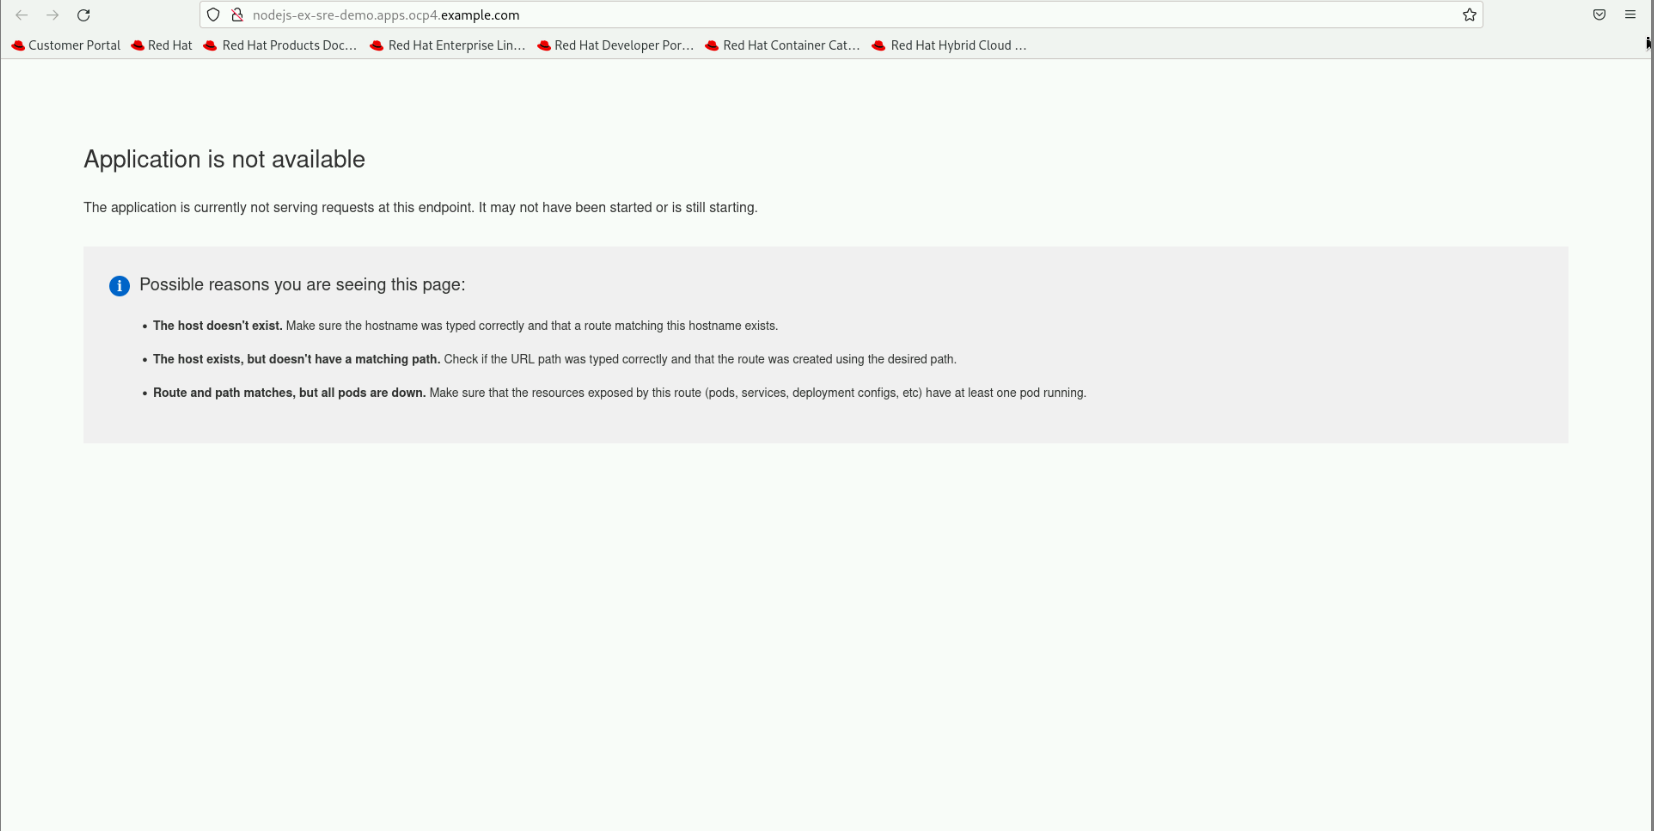 nodejs-ex-sre-demo.apps.ocp4.example.com
Customer Portal Red Hat Red Hat Products Doc… Red Hat Enterprise Lin… Red Hat Developer Por… Red Hat Container Cat… Red Hat Hybrid Cloud …
Application is not available
The application is currently not serving requests at this endpoint. It may not have been started or is still starting.
Possible reasons you are seeing this page:
• The host doesn't exist. Make sure the hostname was typed correctly and that a route matching this hostname exists.
• The host exists, but doesn't have a matching path. Check if the URL path was typed correctly and that the route was created using the desired path.
• Route and path matches, but all pods are down. Make sure that the resources exposed by this route (pods, services, deployment configs, etc) have at least one pod running.